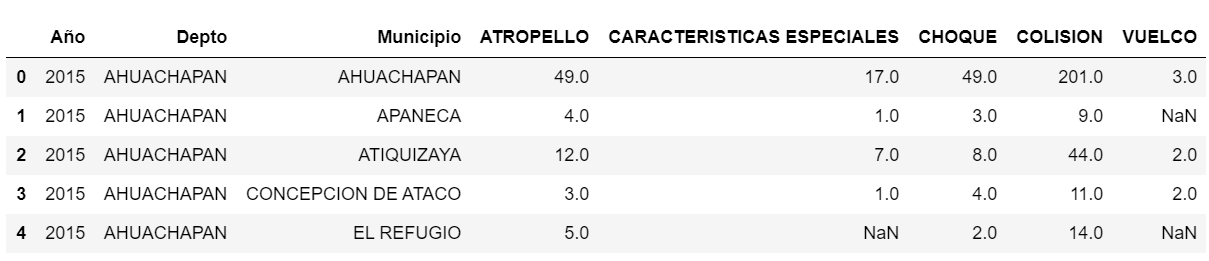 Año Depto Municipio ATROPELLO CARACTERISTICAS ESPECIALES CHOQUE COLISION VUELCO
0 2015 AHUACHAPAN AHUACHAPAN 49.0 17.0 49.0 201.0 3.0
1 2015 AHUACHAPAN APANECA 4.0 1.0 3.0 9.0 NaN
2 2015 AHUACHAPAN ATIQUIZAYA 12.0 7.0 8.0 44.0 2.0
3 2015 AHUACHAPAN CONCEPCION DE ATACO 3.0 1.0 4.0 11.0 2.0
4 2015 AHUACHAPAN EL REFUGIO 5.0 NaN 2.0 14.0 NaN